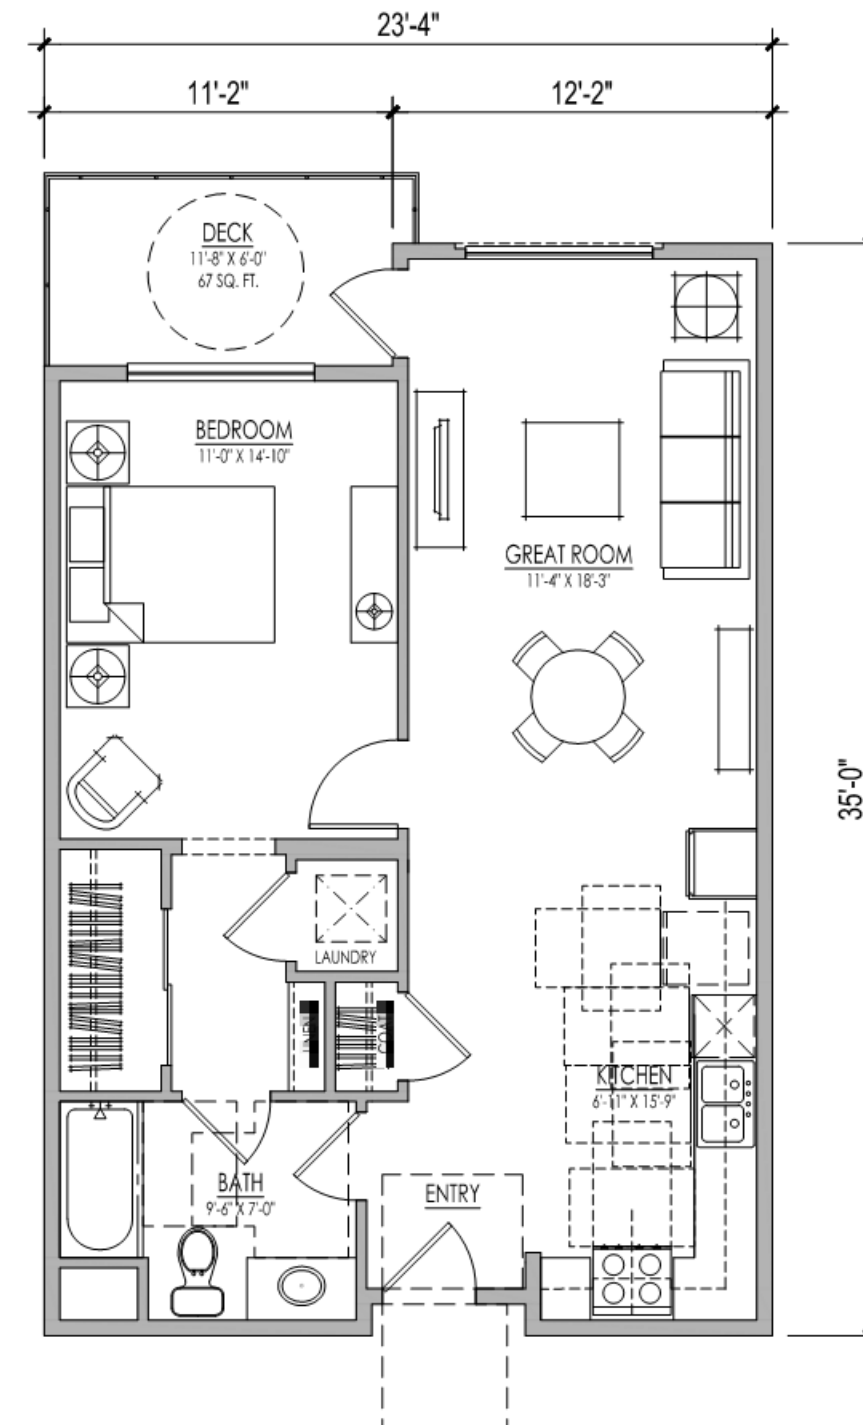 23'-4"
11'-2"
12'-2"
DECK
11'-8" X 6'-0"
67 SQ. FT.
BEDROOM
11'-0" X 14'-10"
GREAT ROOM
11'-4" X 18'-3"
35'-0"
LAUNDRY
KITCHEN
6'-11" X 15'-9"
BATH
9'-6" X 7'-0"
ENTRY